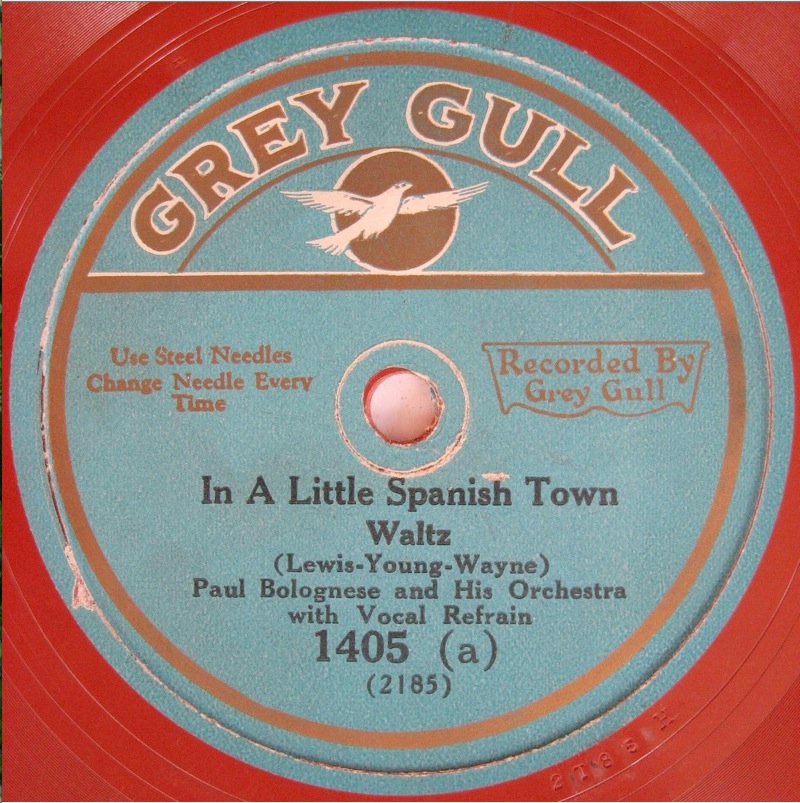 GREY GULL
Use Steel Needles
Change Needle Every
Time
Recorded By
Grey Gull
In A Little Spanish Town
Waltz
(Lewis-Young-Wayne)
Paul Bolognese and His Orchestra
with Vocal Refrain
1405 (a)
(2185)